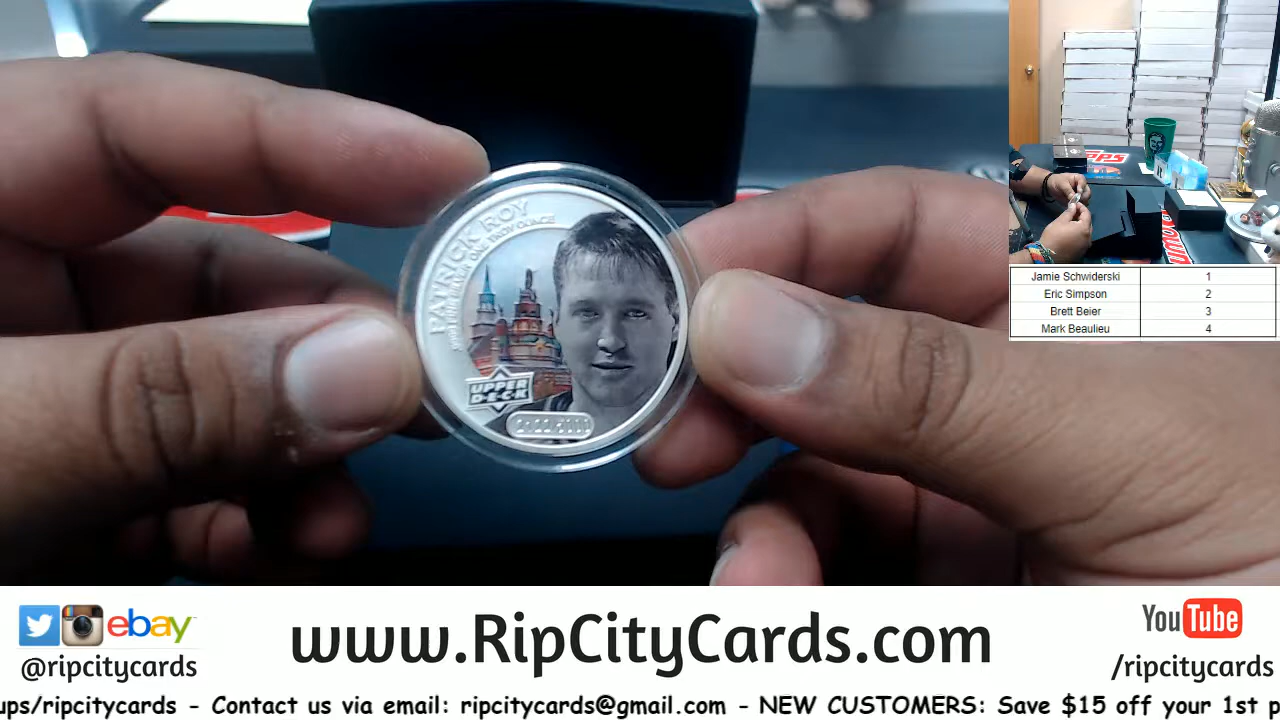 PATRICK ROY
UPPER
D·E·C·K
Jamie Schwiderski 1
Eric Simpson 2
Brett Beier 3
Mark Beaulieu 4
ebay
@ripcitycards
www.RipCityCards.com
YouTube
/ripcitycards
ups/ripcitycards - Contact us via email: ripcitycards@gmail.com - NEW CUSTOMERS: Save $15 off your 1st p